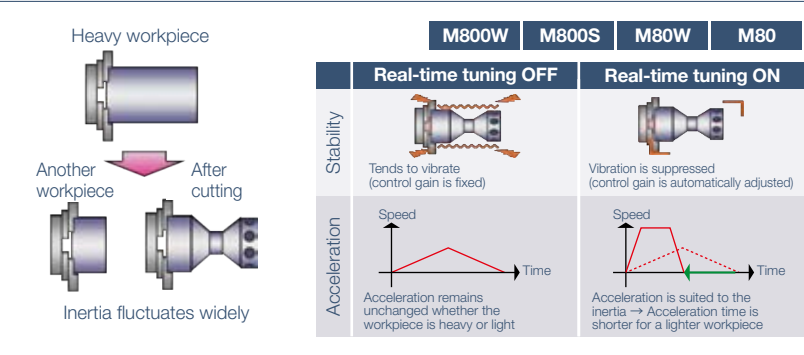 Heavy workpiece
Another
workpiece
After
cutting
Inertia fluctuates widely
M800W
M800S
M80W
M80
Real-time tuning OFF
Real-time tuning ON
Stability
Tends to vibrate
(control gain is fixed)
Vibration is suppressed
(control gain is automatically adjusted)
Acceleration
Speed
Time
Acceleration remains
unchanged whether the
workpiece is heavy or light
Speed
Time
Acceleration is suited to the
inertia → Acceleration time is
shorter for a lighter workpiece